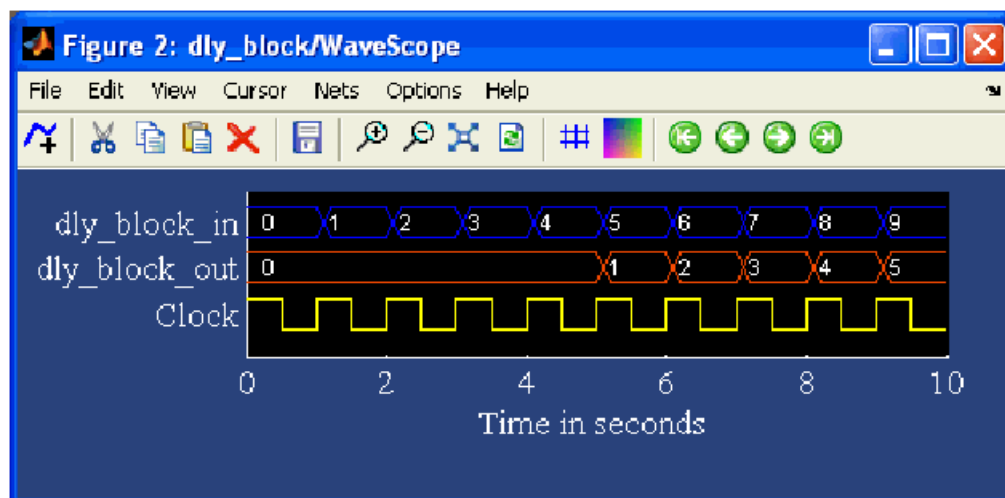 Figure 2: dly_block/WaveScope
File Edit View Cursor Nets Options Help
dly_block_in 0 1 2 3 4 5 6 7 8 9
dly_block_out 0 1 2 3 4 5
Clock
0 2 4 6 8 10
Time in seconds